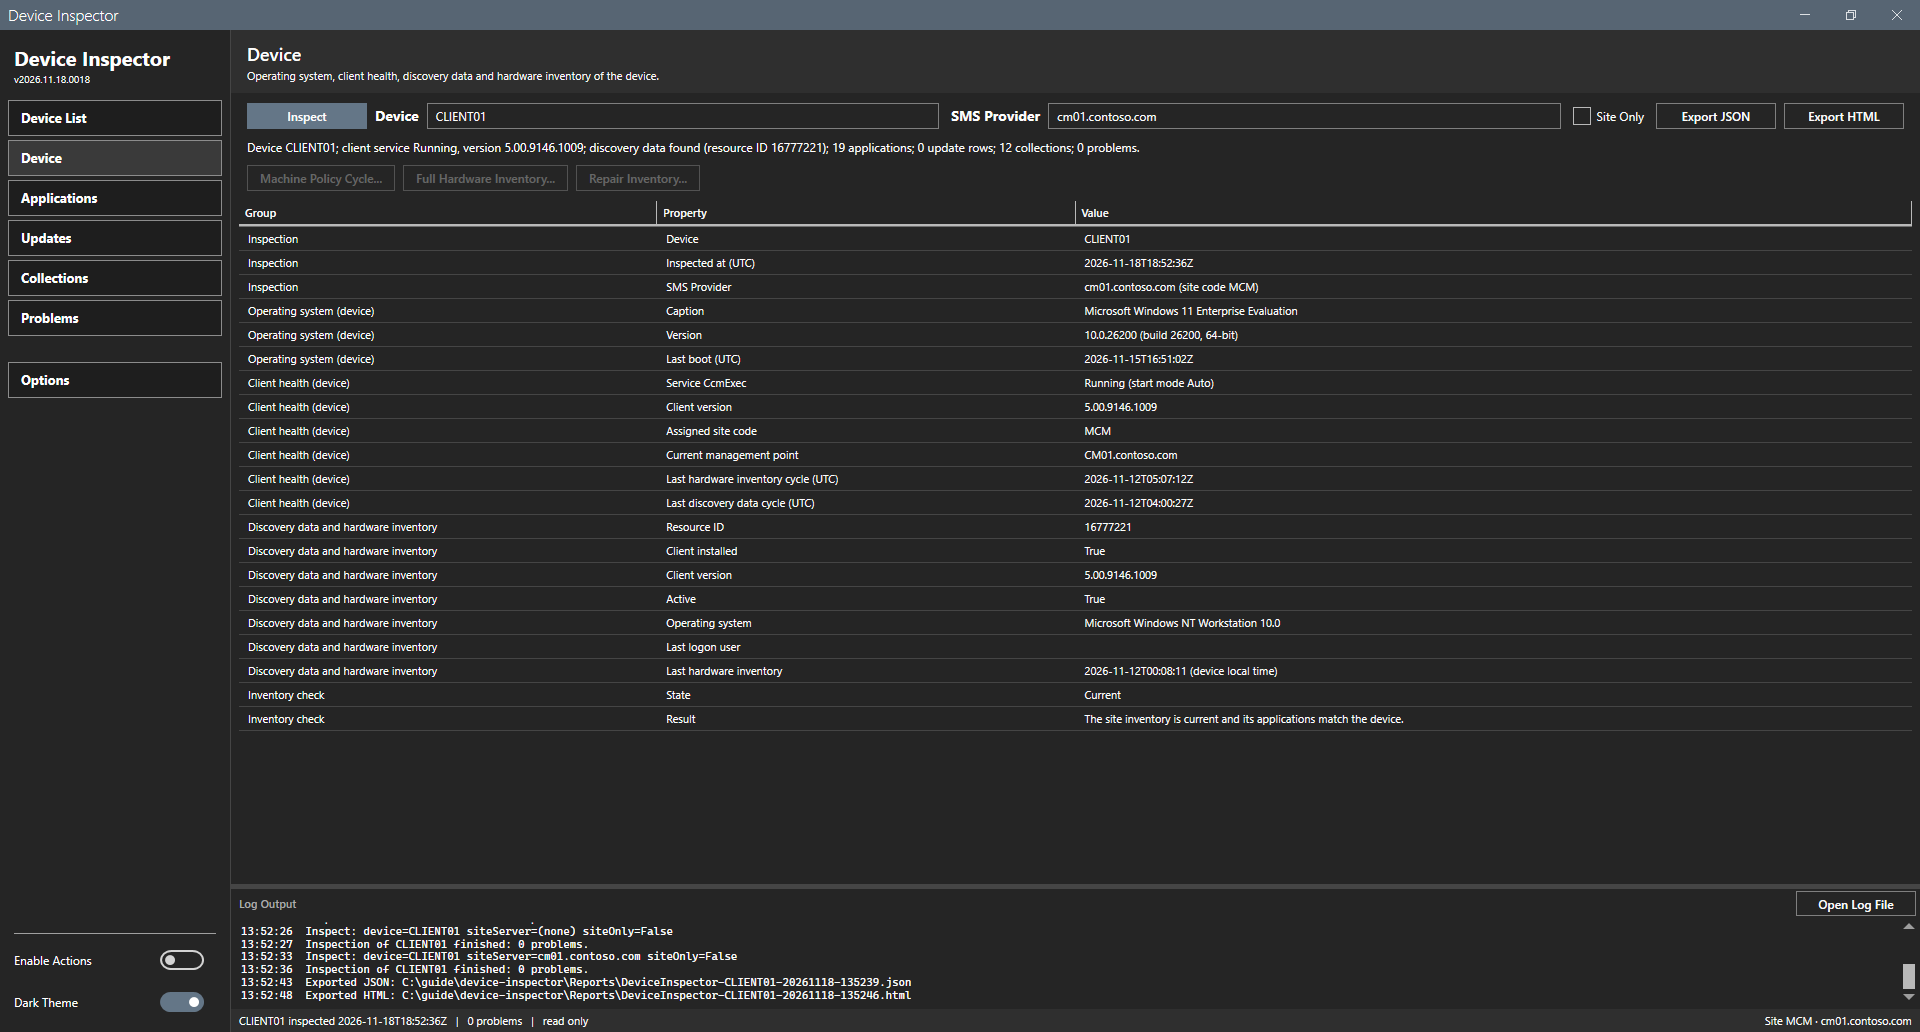 Device Inspector
Device Inspector
v2026.11.18.0018
Device List
Device
Applications
Updates
Collections
Problems
Options
Enable Actions
Dark Theme
Device
Operating system, client health, discovery data and hardware inventory of the device.
Inspect Device CLIENT01 SMS Provider cm01.contoso.com Site Only Export JSON Export HTML
Device CLIENT01; client service Running, version 5.00.9146.1009; discovery data found (resource ID 16777221); 19 applications; 0 update rows; 12 collections; 0 problems.
Machine Policy Cycle... Full Hardware Inventory... Repair Inventory...
Group Property Value
Inspection Device CLIENT01
Inspection Inspected at (UTC) 2026-11-18T18:52:36Z
Inspection SMS Provider cm01.contoso.com (site code MCM)
Operating system (device) Caption Microsoft Windows 11 Enterprise Evaluation
Operating system (device) Version 10.0.26200 (build 26200, 64-bit)
Operating system (device) Last boot (UTC) 2026-11-15T16:51:02Z
Client health (device) Service CcmExec Running (start mode Auto)
Client health (device) Client version 5.00.9146.1009
Client health (device) Assigned site code MCM
Client health (device) Current management point CM01.contoso.com
Client health (device) Last hardware inventory cycle (UTC) 2026-11-12T05:07:12Z
Client health (device) Last discovery data cycle (UTC) 2026-11-12T04:00:27Z
Discovery data and hardware inventory Resource ID 16777221
Discovery data and hardware inventory Client installed True
Discovery data and hardware inventory Client version 5.00.9146.1009
Discovery data and hardware inventory Active True
Discovery data and hardware inventory Operating system Microsoft Windows NT Workstation 10.0
Discovery data and hardware inventory Last logon user
Discovery data and hardware inventory Last hardware inventory 2026-11-12T00:08:11 (device local time)
Inventory check State Current
Inventory check Result The site inventory is current and its applications match the device.
Log Output Open Log File
13:52:26 Inspect: device=CLIENT01 siteServer=(none) siteOnly=False
13:52:27 Inspection of CLIENT01 finished: 0 problems.
13:52:33 Inspect: device=CLIENT01 siteServer=cm01.contoso.com siteOnly=False
13:52:36 Inspection of CLIENT01 finished: 0 problems.
13:52:43 Exported JSON: C:\guide\device-inspector\Reports\DeviceInspector-CLIENT01-20261118-135239.json
13:52:48 Exported HTML: C:\guide\device-inspector\Reports\DeviceInspector-CLIENT01-20261118-135246.html
CLIENT01 inspected 2026-11-18T18:52:36Z | 0 problems | read only Site MCM · cm01.contoso.com